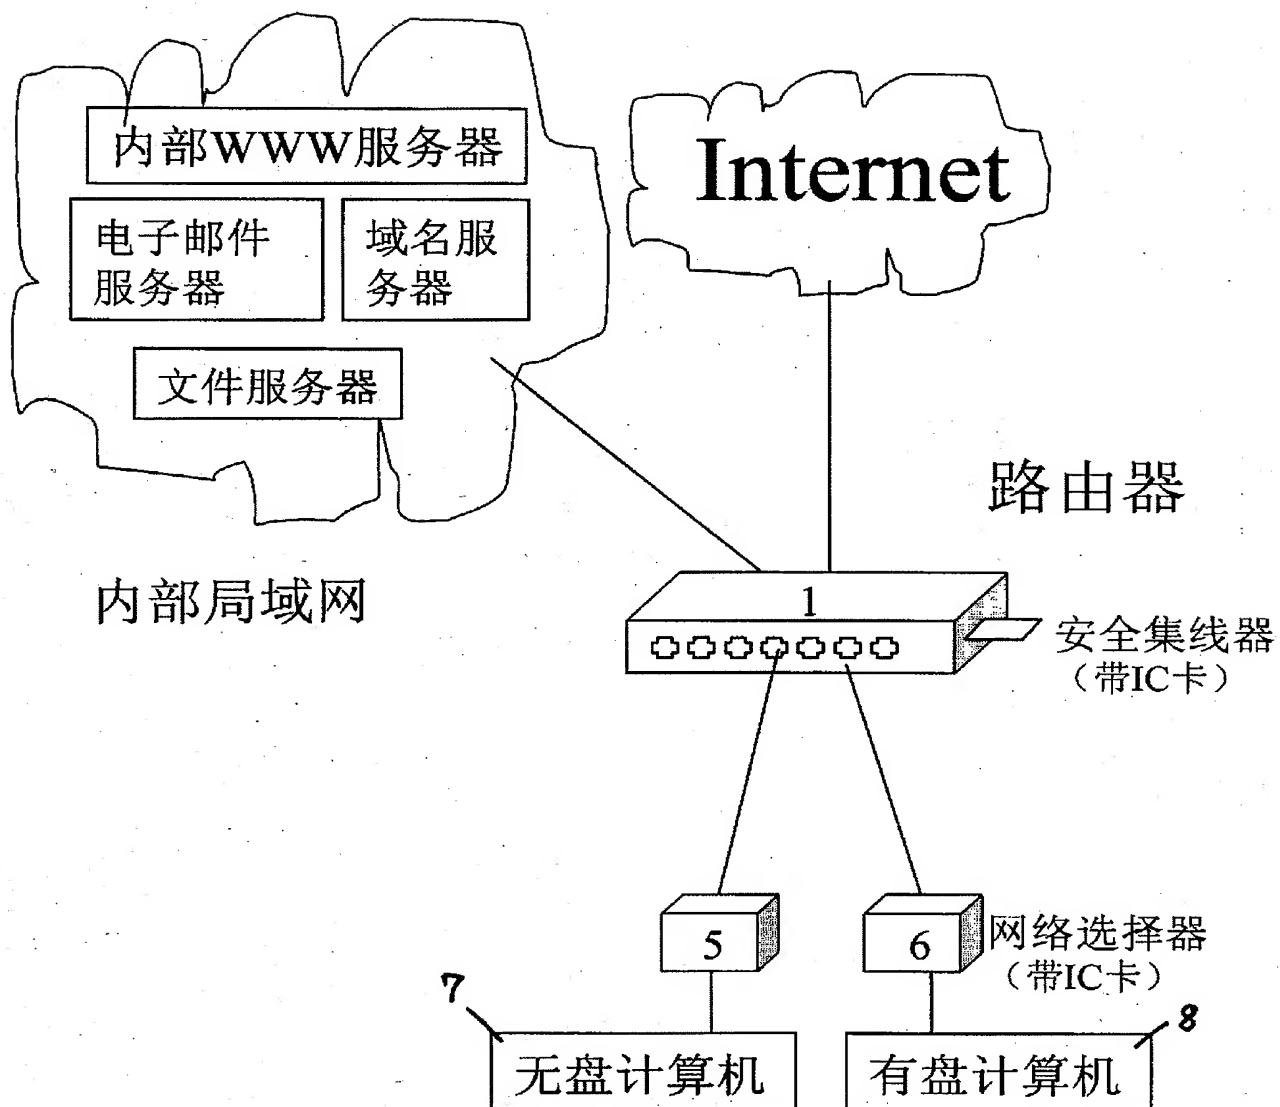 内部WWW服务器
电子邮件
服务器
域名服
务器
文件服务器
内部局域网
Internet
路由器
1
安全集线器
（带IC卡）
5
6
网络选择器
（带IC卡）
7
8
无盘计算机
有盘计算机